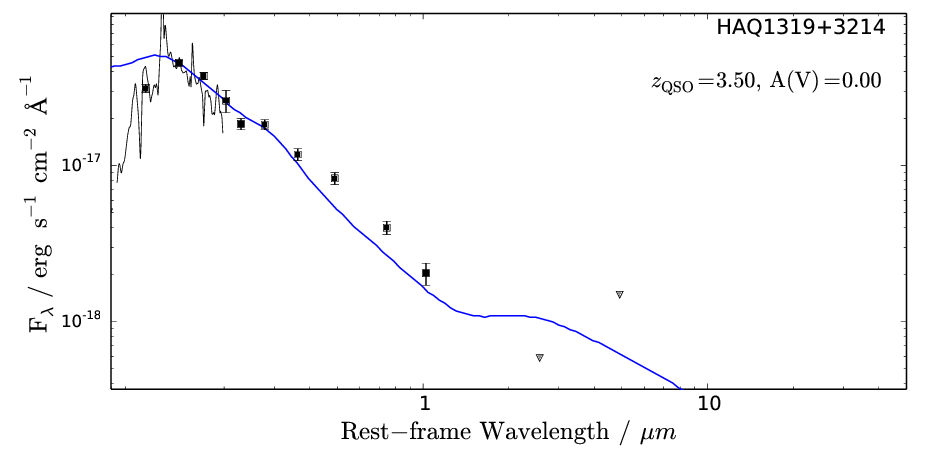 HAQ1319+3214
z_QSO=3.50, A(V)=0.00
F_λ / erg s^−1 cm^−2 Å^−1
10^-17
10^-18
1 10
Rest−frame Wavelength / μm